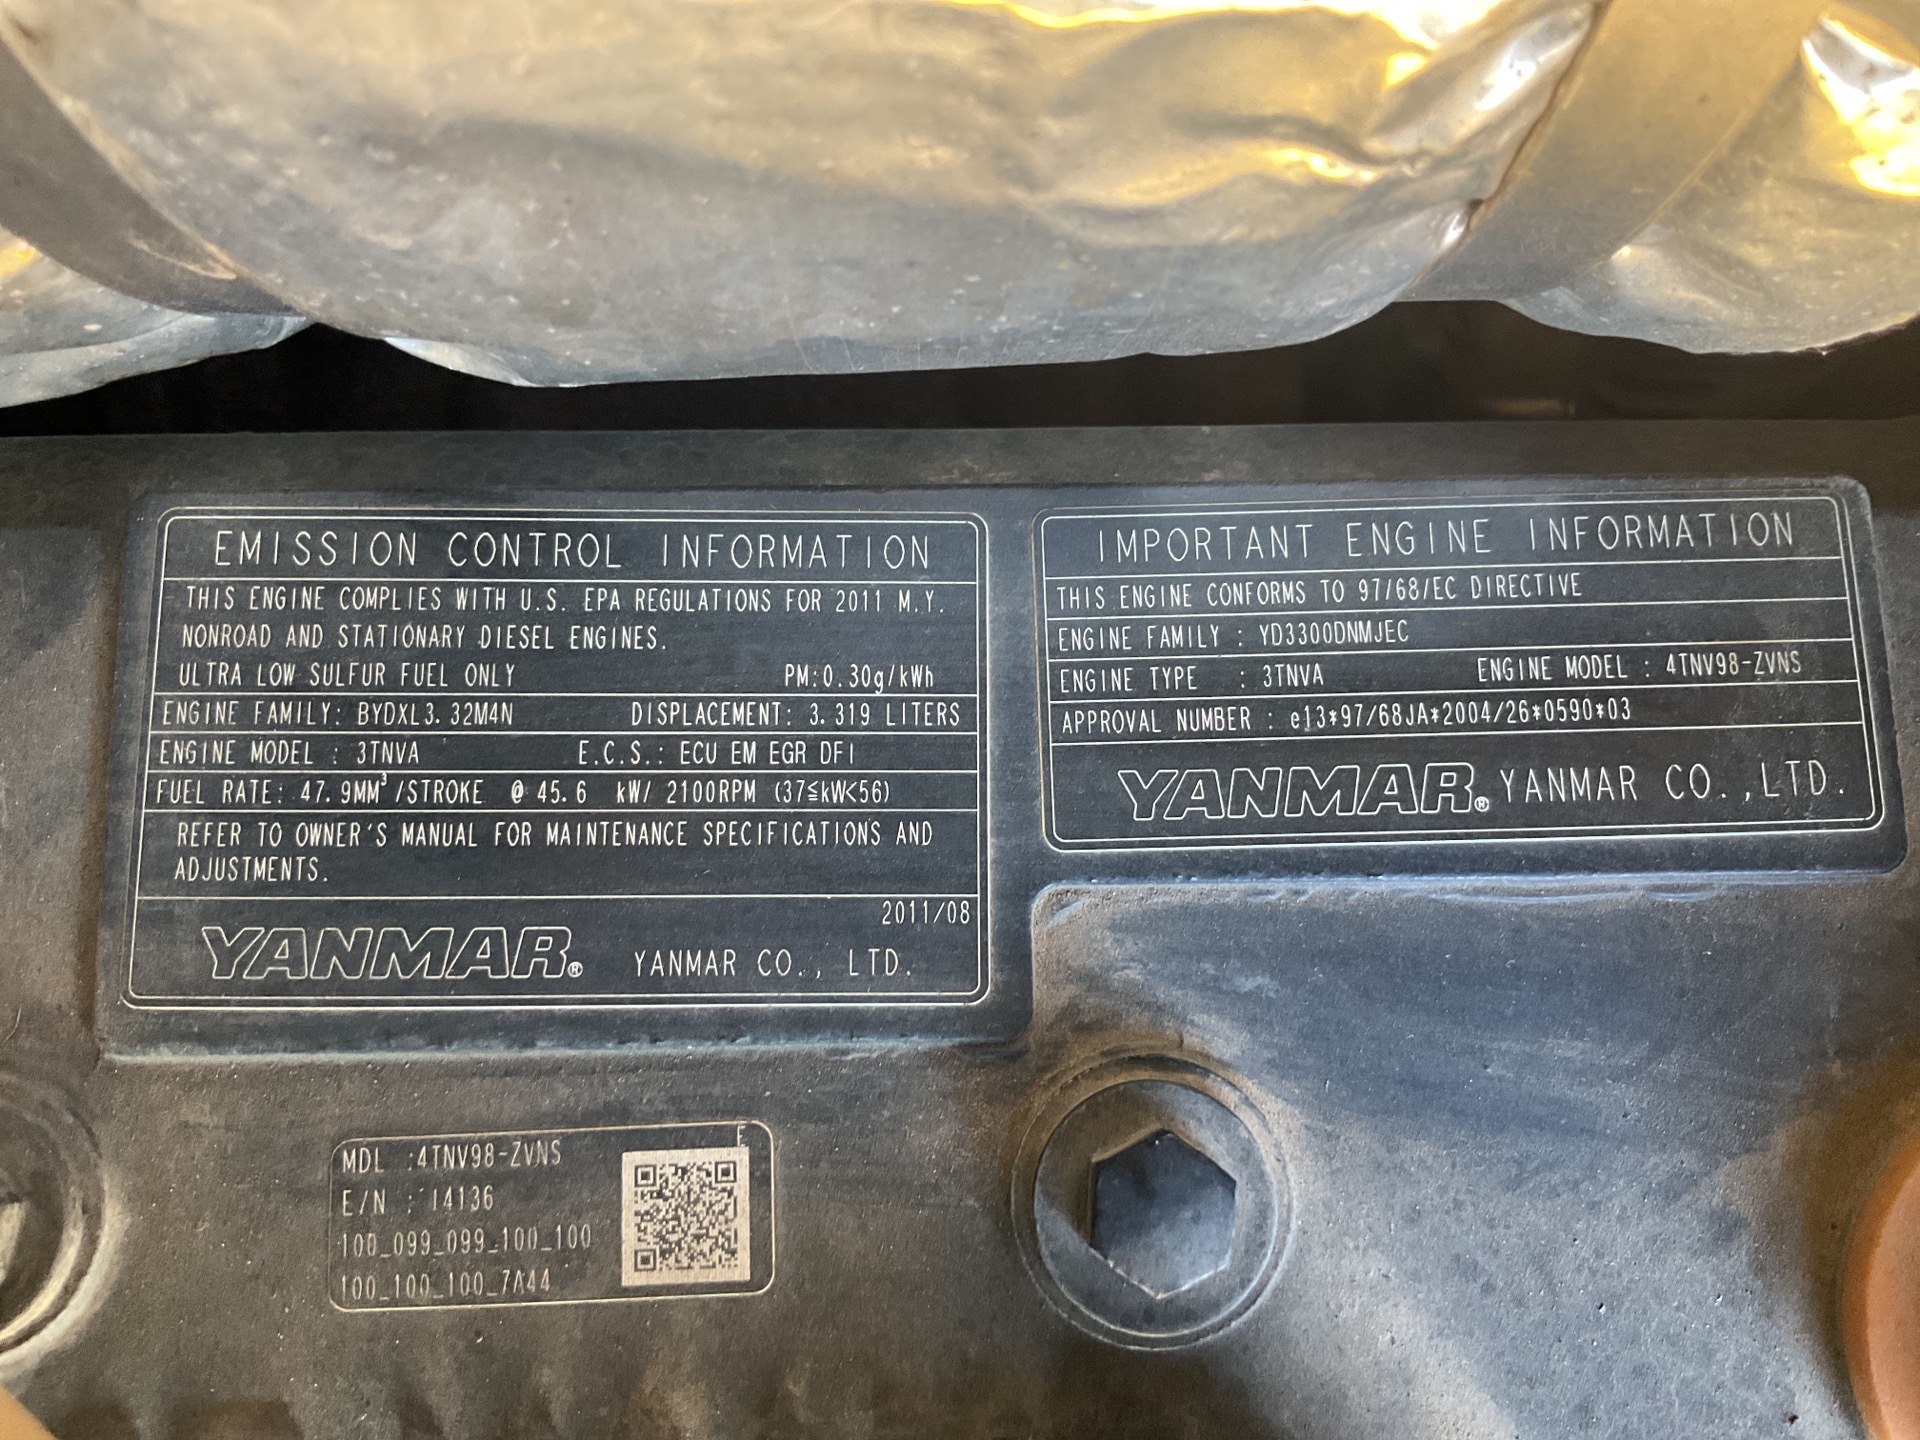 EMISSION CONTROL INFORMATION
THIS ENGINE COMPLIES WITH U.S. EPA REGULATIONS FOR 2011 M.Y.
NONROAD AND STATIONARY DIESEL ENGINES.
ULTRA LOW SULFUR FUEL ONLY PM:0.30g/kWh
ENGINE FAMILY: BYDXL3.32M4N DISPLACEMENT: 3.319 LITERS
ENGINE MODEL : 3TNVA E.C.S.: ECU EM EGR DFI
FUEL RATE: 47.9MM³/STROKE @ 45.6 kW/ 2100RPM (37≦kW<56)
REFER TO OWNER'S MANUAL FOR MAINTENANCE SPECIFICATIONS AND
ADJUSTMENTS.
2011/08
YANMAR® YANMAR CO., LTD.
IMPORTANT ENGINE INFORMATION
THIS ENGINE CONFORMS TO 97/68/EC DIRECTIVE
ENGINE FAMILY : YD3300DNMJEC
ENGINE TYPE : 3TNVA ENGINE MODEL : 4TNV98-ZVNS
APPROVAL NUMBER : e13*97/68JA*2004/26*0590*03
YANMAR® YANMAR CO.,LTD.
E
MDL :4TNV98-ZVNS
E/N : 14136
100_099_099_100_100
100_100_100_7A44